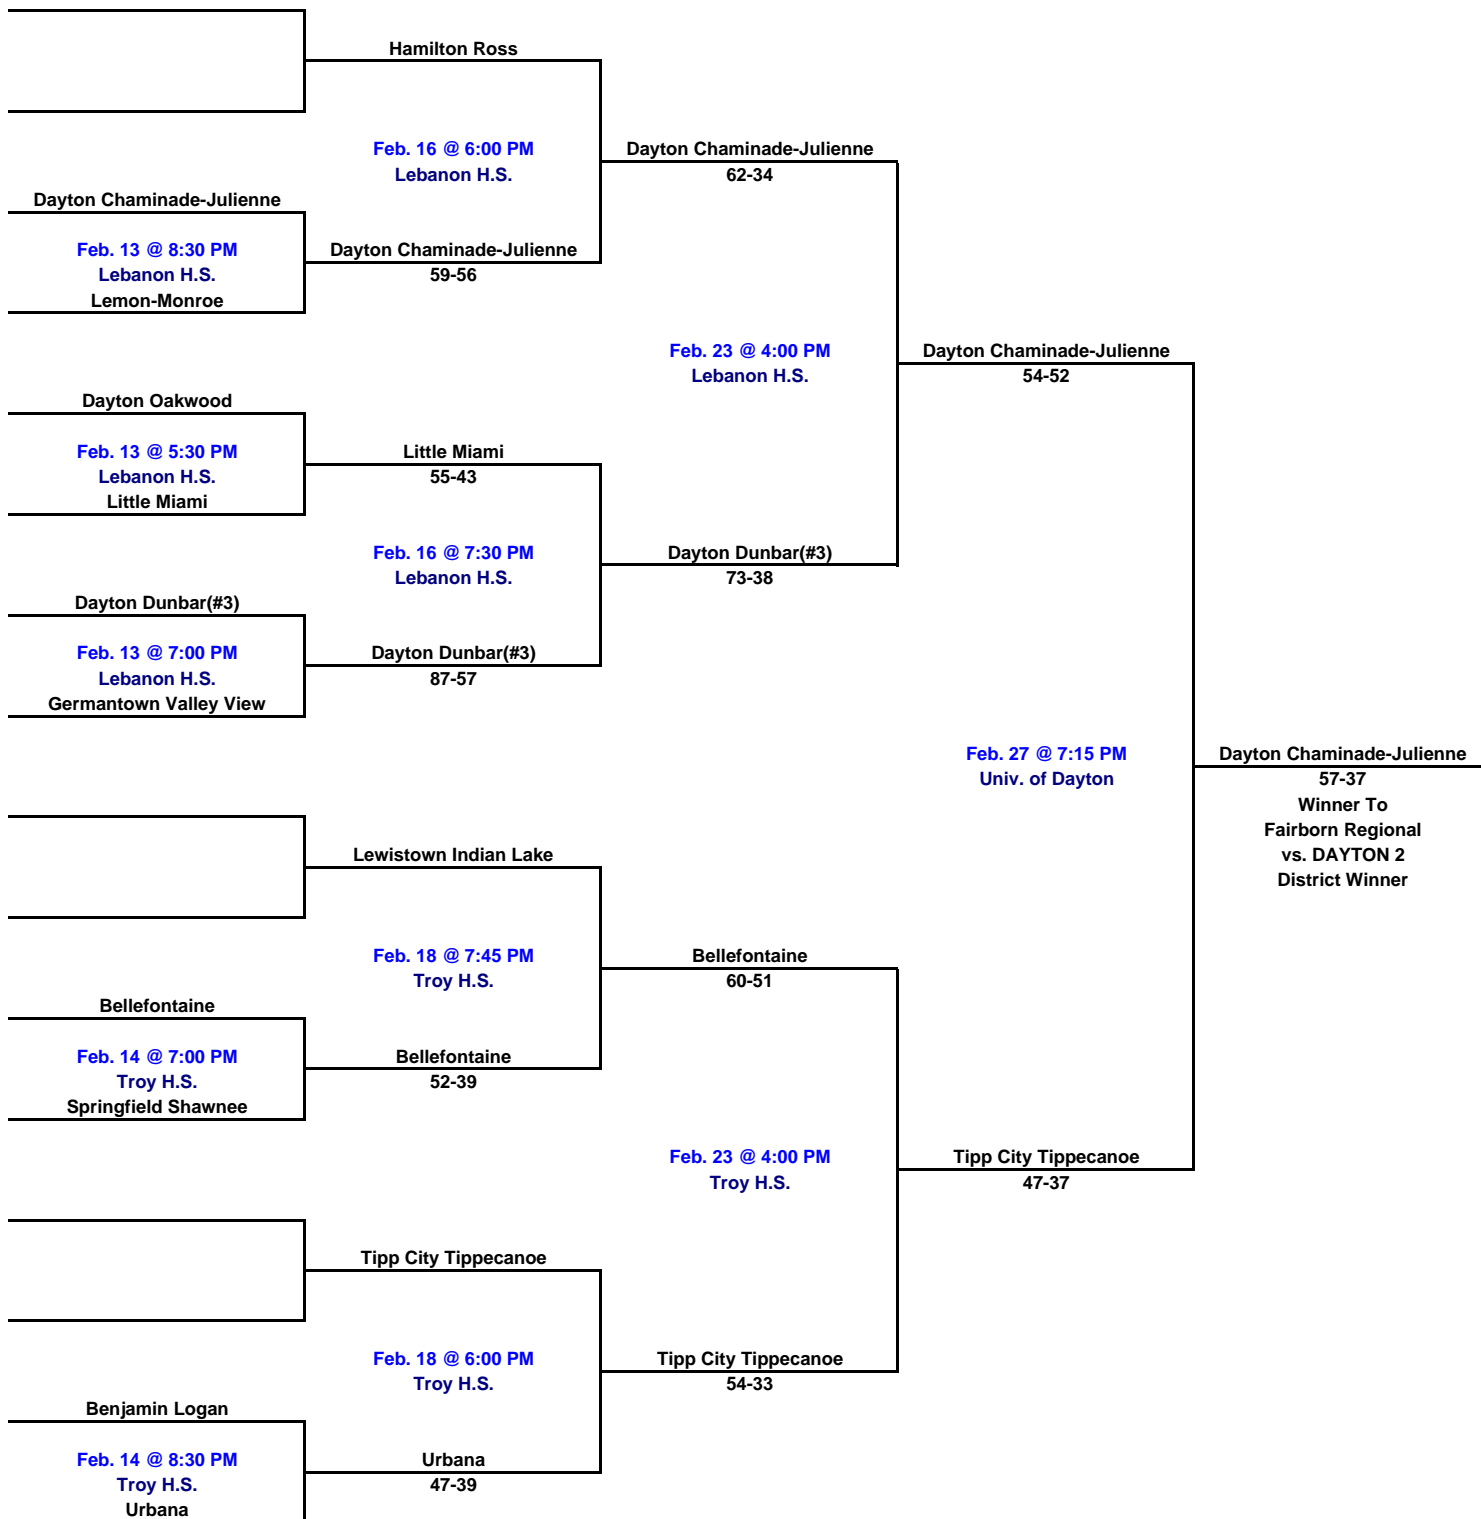 Hamilton Ross
Feb. 16 @ 6:00 PM
Lebanon H.S.
Dayton Chaminade-Julienne
62-34
Dayton Chaminade-Julienne
Feb. 13 @ 8:30 PM
Lebanon H.S.
Lemon-Monroe
Dayton Chaminade-Julienne
59-56
Feb. 23 @ 4:00 PM
Lebanon H.S.
Dayton Chaminade-Julienne
54-52
Dayton Oakwood
Feb. 13 @ 5:30 PM
Lebanon H.S.
Little Miami
Little Miami
55-43
Feb. 16 @ 7:30 PM
Lebanon H.S.
Dayton Dunbar(#3)
73-38
Dayton Dunbar(#3)
Feb. 13 @ 7:00 PM
Lebanon H.S.
Germantown Valley View
Dayton Dunbar(#3)
87-57
Feb. 27 @ 7:15 PM
Univ. of Dayton
Dayton Chaminade-Julienne
57-37
Winner To
Fairborn Regional
vs. DAYTON 2
District Winner
Lewistown Indian Lake
Feb. 18 @ 7:45 PM
Troy H.S.
Bellefontaine
60-51
Bellefontaine
Feb. 14 @ 7:00 PM
Troy H.S.
Springfield Shawnee
Bellefontaine
52-39
Feb. 23 @ 4:00 PM
Troy H.S.
Tipp City Tippecanoe
47-37
Tipp City Tippecanoe
Feb. 18 @ 6:00 PM
Troy H.S.
Tipp City Tippecanoe
54-33
Benjamin Logan
Feb. 14 @ 8:30 PM
Troy H.S.
Urbana
Urbana
47-39